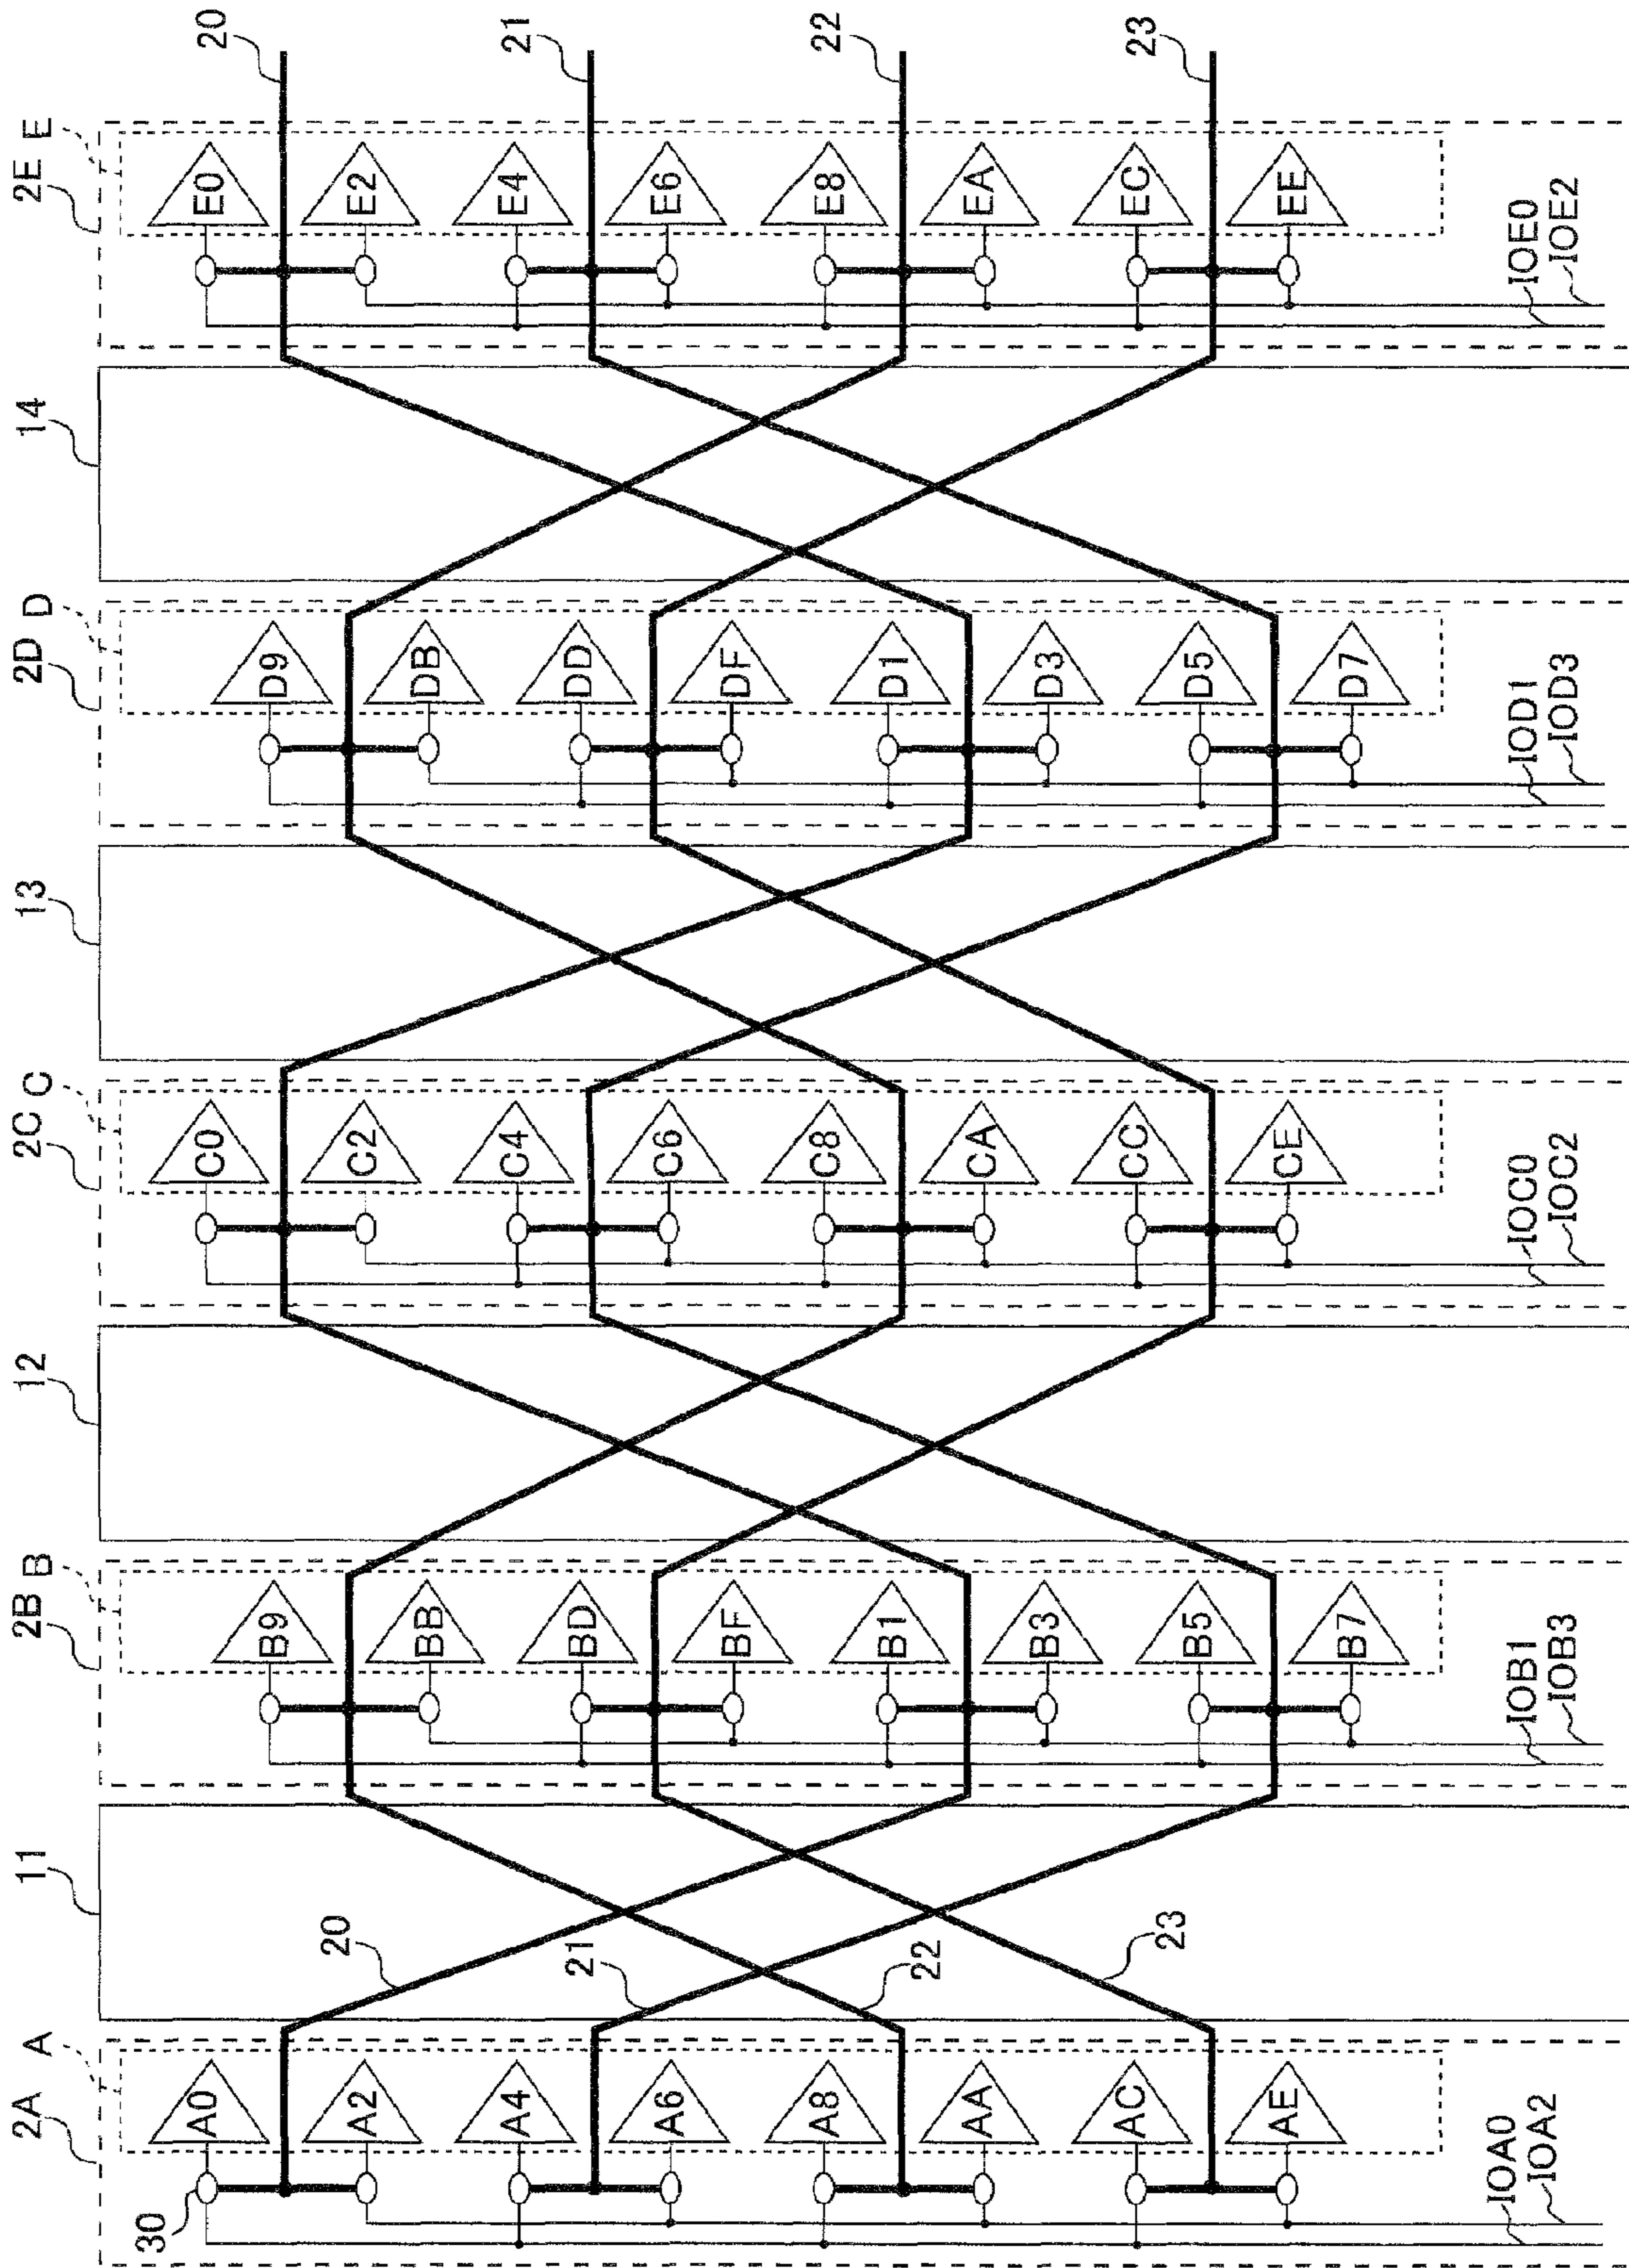 20
21
22
23
2E E
E0
E2
E4
E6
E8
EA
EC
EE
IOE0
IOE2
14
2D D
D9
DB
DD
DF
D1
D3
D5
D7
IOD1
IOD3
13
2C C
C0
C2
C4
C6
C8
CA
CC
CE
IOC0
IOC2
12
2B B
B9
BB
BD
BF
B1
B3
B5
B7
IOB1
IOB3
11
20
21
22
23
2A A
A0
A2
A4
A6
A8
AA
AC
AE
30
IOA0
IOA2